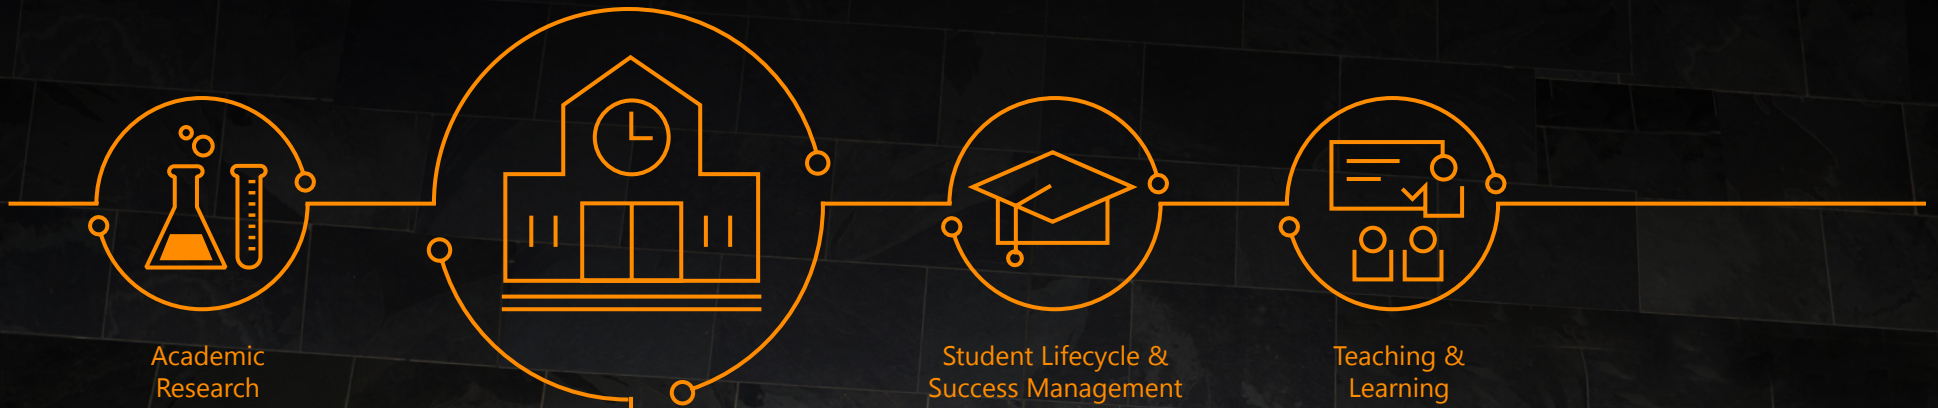 Academic
Research
Student Lifecycle &
Success Management
Teaching &
Learning